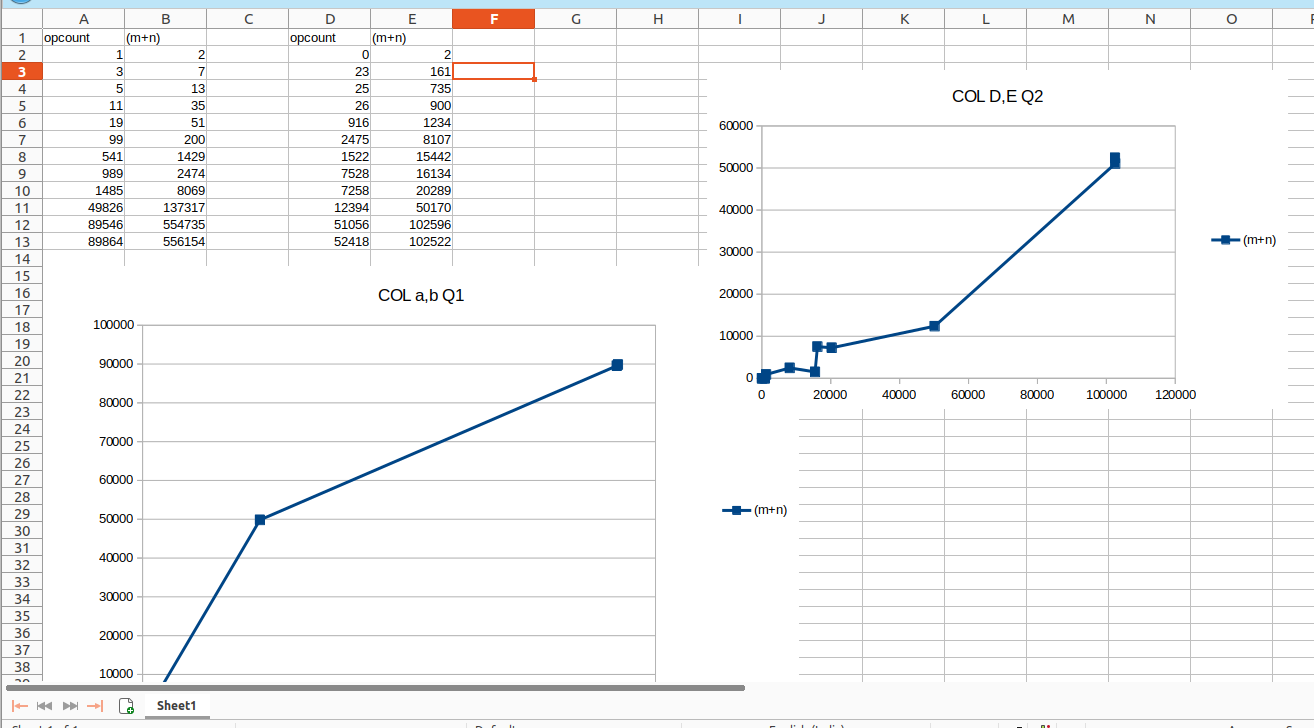 A B C D E F G H I J K L M N O
1 opcount (m+n) opcount (m+n)
2 1 2 0 2
3 3 7 23 161
4 5 13 25 735
5 11 35 26 900
6 19 51 916 1234
7 99 200 2475 8107
8 541 1429 1522 15442
9 989 2474 7528 16134
10 1485 8069 7258 20289
11 49826 137317 12394 50170
12 89546 554735 51056 102596
13 89864 556154 52418 102522
14
15
16
17
18
19
20
21
22
23
24
25
26
27
28
29
30
31
32
33
34
35
36
37
38
COL D,E Q2
60000
50000
40000
30000
20000
10000
0
0 20000 40000 60000 80000 100000 120000
(m+n)
COL a,b Q1
100000
90000
80000
70000
60000
50000
40000
30000
20000
10000
(m+n)
Sheet1